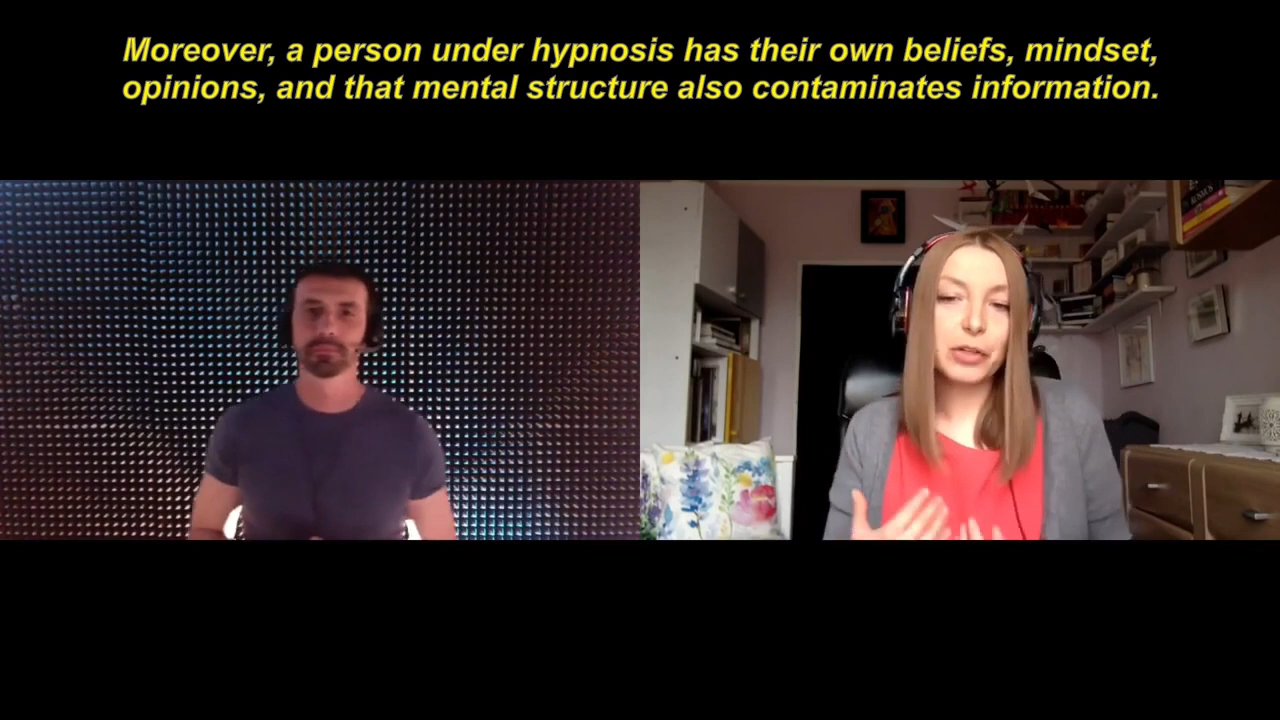 Moreover, a person under hypnosis has their own beliefs, mindset,
opinions, and that mental structure also contaminates information.